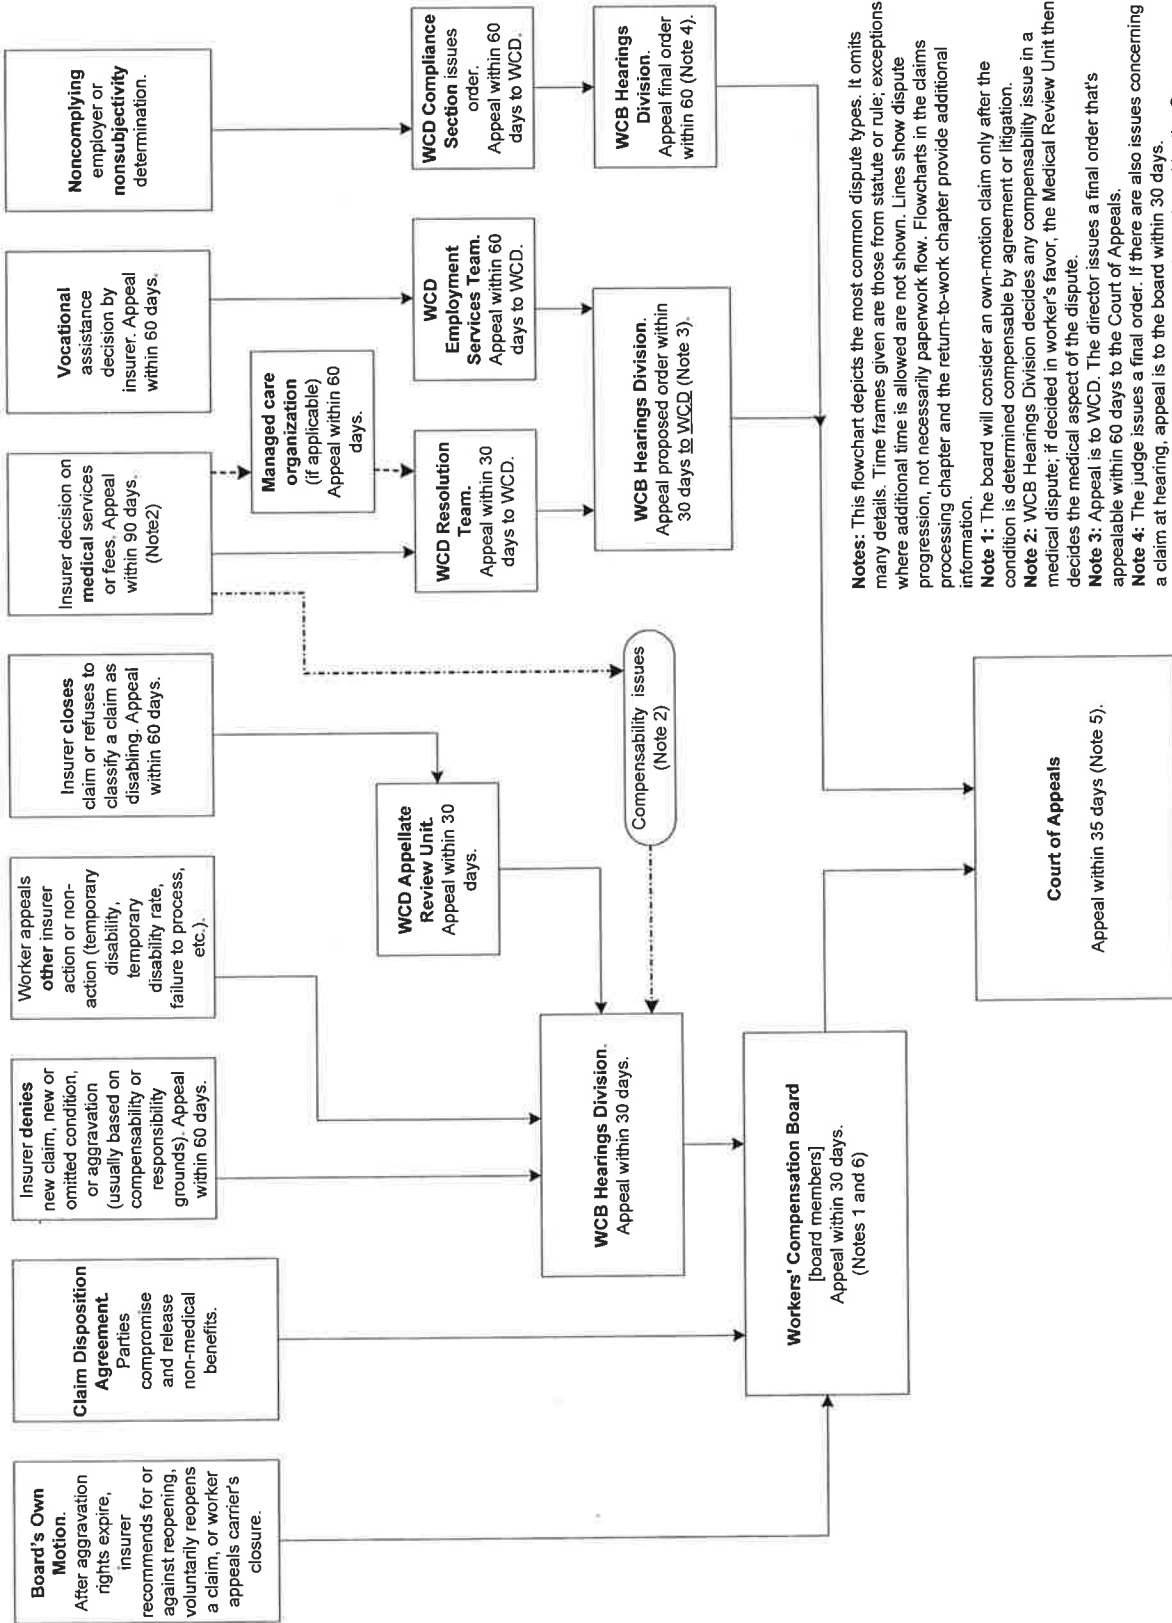 Board's Own
Motion.
After aggravation
rights expire,
insurer
recommends for or
against reopening,
voluntarily reopens
a claim, or worker
appeals carrier's
closure.
Claim Disposition
Agreement.
Parties
compromise
and release
non-medical
benefits.
Insurer denies
new claim, new or
omitted condition,
or aggravation
(usually based on
compensability or
responsibility
grounds). Appeal
within 60 days.
Worker appeals
other insurer
action or non-
action (temporary
disability,
temporary
disability rate,
failure to process,
etc.).
Insurer closes
claim or refuses to
classify a claim as
disabling. Appeal
within 60 days.
Insurer decision on
medical services
or fees. Appeal
within 90 days.
(Note2)
Vocational
assistance
decision by
insurer. Appeal
within 60 days.
Noncomplying
employer or
nonsubjectivity
determination.
Managed care
organization
(if applicable)
Appeal within 60
days.
WCD Appellate
Review Unit.
Appeal within 30
days.
WCD Resolution
Team.
Appeal within 30
days to WCD.
WCD
Employment
Services Team.
Appeal within 60
days to WCD.
WCD Compliance
Section issues
order.
Appeal within 60
days to WCD.
WCB Hearings Division.
Appeal within 30 days.
Compensability issues
(Note 2)
WCB Hearings Division.
Appeal proposed order within
30 days to WCD (Note 3).
WCB Hearings
Division.
Appeal final order
within 60 (Note 4).
Workers' Compensation Board
[board members]
Appeal within 30 days.
(Notes 1 and 6)
Court of Appeals
Appeal within 35 days (Note 5).
Notes: This flowchart depicts the most common dispute types. It omits
many details. Time frames given are those from statute or rule; exceptions
where additional time is allowed are not shown. Lines show dispute
progression, not necessarily paperwork flow. Flowcharts in the claims
processing chapter and the return-to-work chapter provide additional
information.
Note 1: The board will consider an own-motion claim only after the
condition is determined compensable by agreement or litigation.
Note 2: WCB Hearings Division decides any compensability issue in a
medical dispute; if decided in worker's favor, the Medical Review Unit then
decides the medical aspect of the dispute.
Note 3: Appeal is to WCD. The director issues a final order that's
appealable within 60 days to the Court of Appeals.
Note 4: The judge issues a final order. If there are also issues concerning
a claim at hearing, appeal is to the board within 30 days.